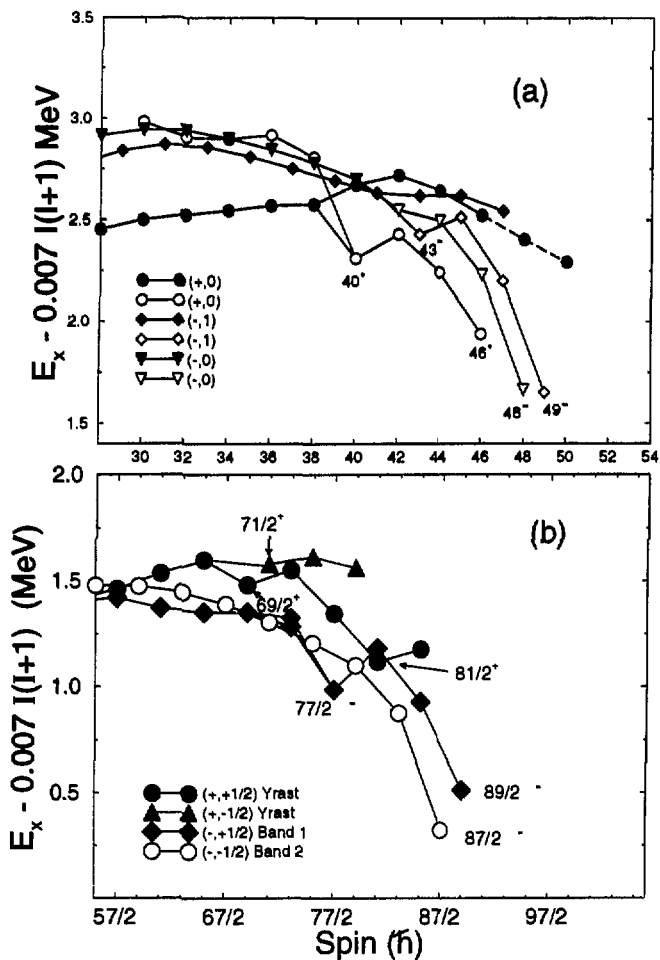 3.5
(a)
3.0
2.5
2.0
1.5
E_x - 0.007 I(I+1) MeV
40⁺
43⁻
46⁺
48⁻
49⁻
(+,0)
(+,0)
(-,1)
(-,1)
(-,0)
(-,0)
30 32 34 36 38 40 42 44 46 48 50 52 54
2.0
(b)
1.5
1.0
0.5
E_x - 0.007 I(I+1) (MeV)
71/2⁺
69/2⁺
81/2⁺
77/2 ⁻
89/2 ⁻
87/2 ⁻
(+,+1/2) Yrast
(+,-1/2) Yrast
(-,+1/2) Band 1
(-,-1/2) Band 2
57/2 67/2 77/2 87/2 97/2
Spin (ħ)